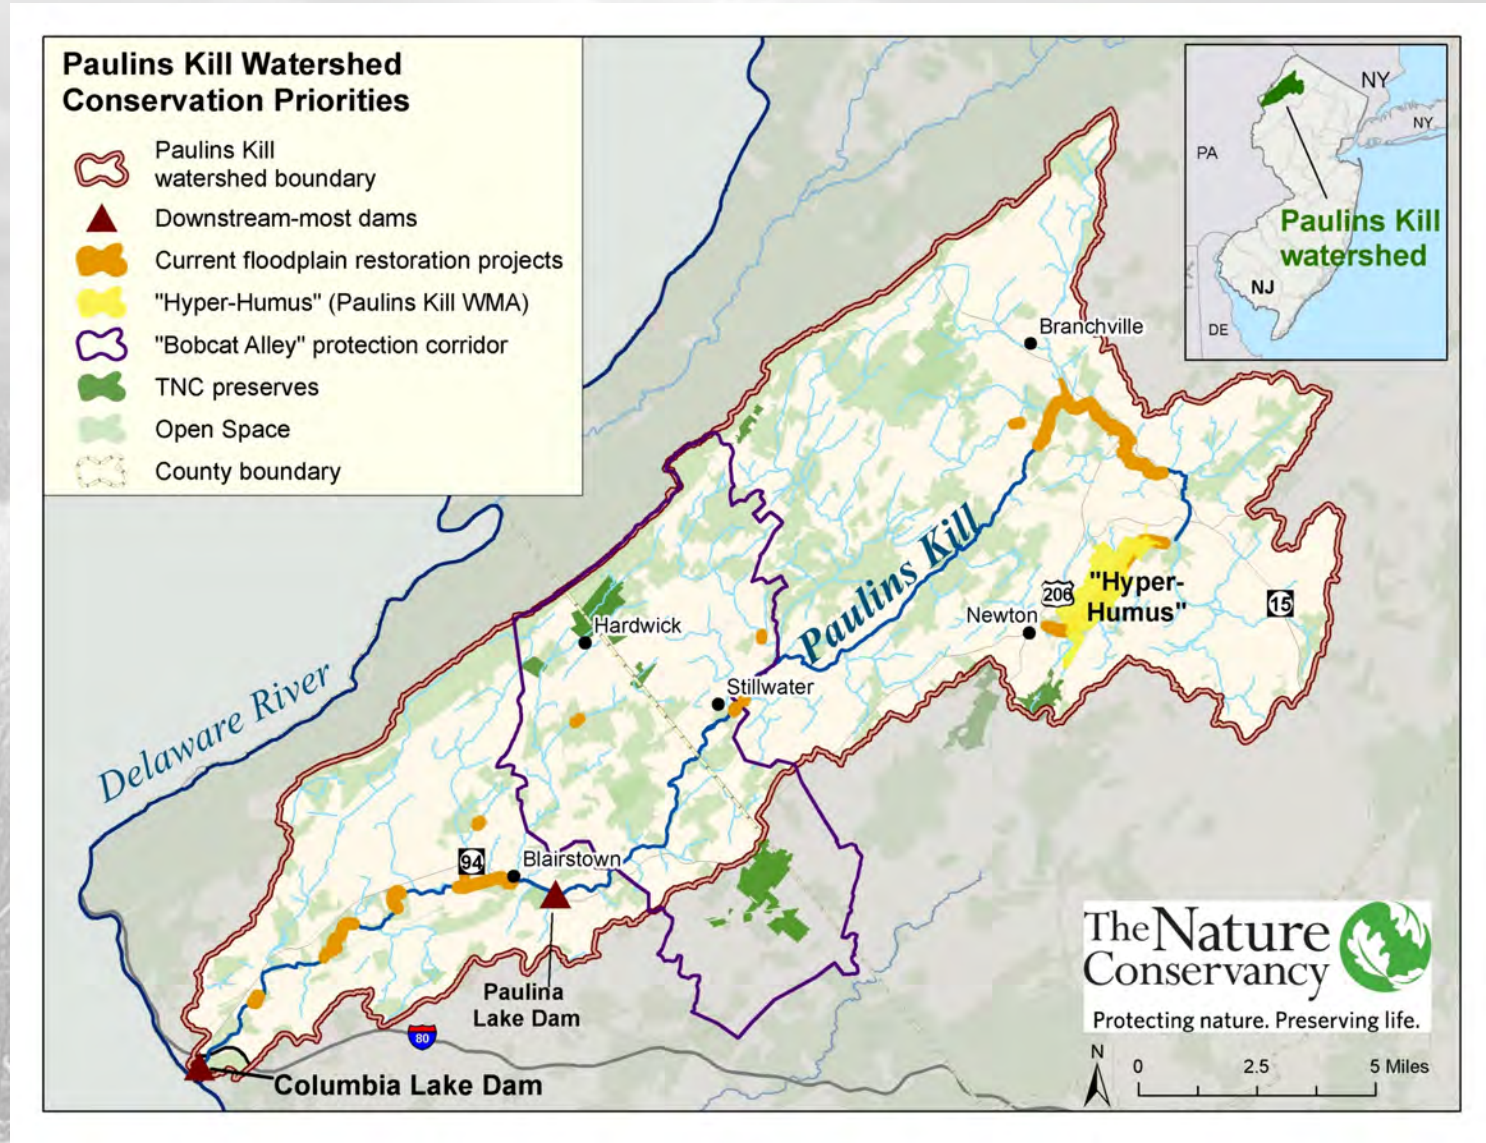 Paulins Kill Watershed
Conservation Priorities
Paulins Kill
watershed boundary
Downstream-most dams
Current floodplain restoration projects
"Hyper-Humus" (Paulins Kill WMA)
"Bobcat Alley" protection corridor
TNC preserves
Open Space
County boundary
NY
NY
PA
Paulins Kill
watershed
NJ
DE
Branchville
Paulins Kill
206
"Hyper-
Humus"
15
Newton
Hardwick
Stillwater
Delaware River
94
Blairstown
Paulina
Lake Dam
80
Columbia Lake Dam
The Nature
Conservancy
Protecting nature. Preserving life.
N
0 2.5 5 Miles